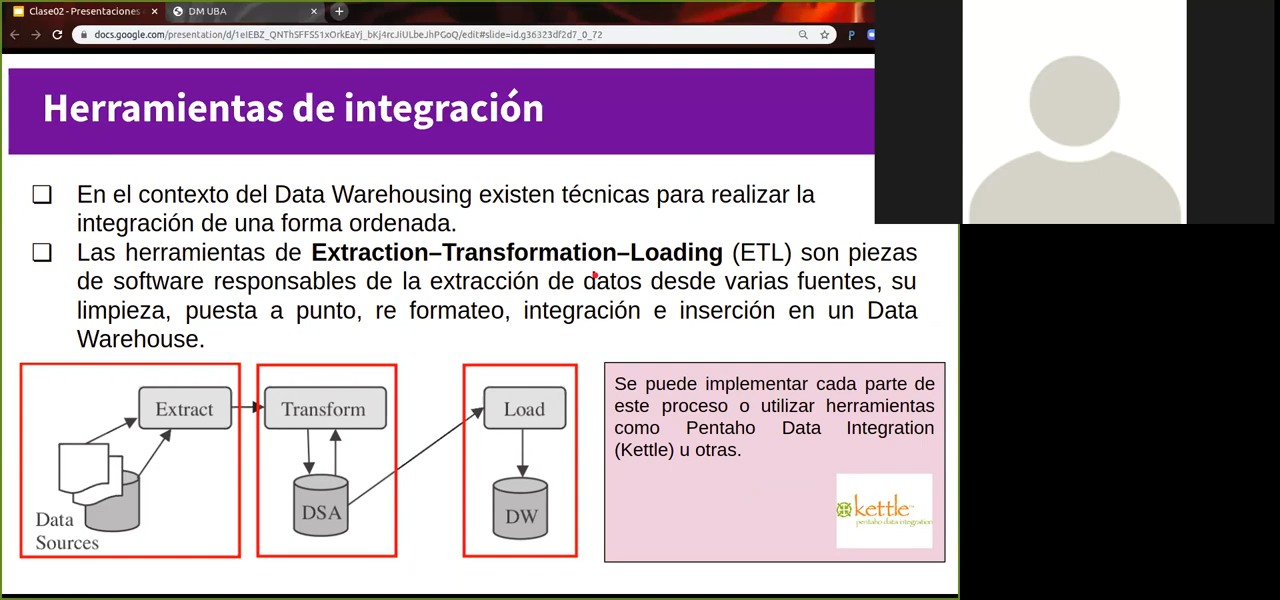 Clase02 - Presentaciones
DM UBA
docs.google.com/presentation/d/1eIEBZ_QNThSFFSS1xOrkEaYj_bKj4rcJiULbeJhPGoQ/edit#slide=id.g36323df2d7_0_72
Herramientas de integración
❑ En el contexto del Data Warehousing existen técnicas para realizar la
integración de una forma ordenada.
❑ Las herramientas de Extraction–Transformation–Loading (ETL) son piezas
de software responsables de la extracción de datos desde varias fuentes, su
limpieza, puesta a punto, re formateo, integración e inserción en un Data
Warehouse.
Extract
Data
Sources
Transform
DSA
Load
DW
Se puede implementar cada parte de
este proceso o utilizar herramientas
como Pentaho Data Integration
(Kettle) u otras.
kettle
pentaho data integration